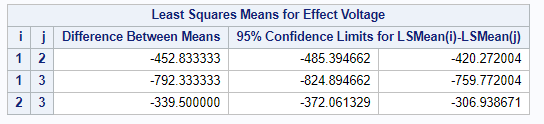 Least Squares Means for Effect Voltage
i j Difference Between Means 95% Confidence Limits for LSMean(i)-LSMean(j)
1 2 -452.833333 -485.394662 -420.272004
1 3 -792.333333 -824.894662 -759.772004
2 3 -339.500000 -372.061329 -306.938671